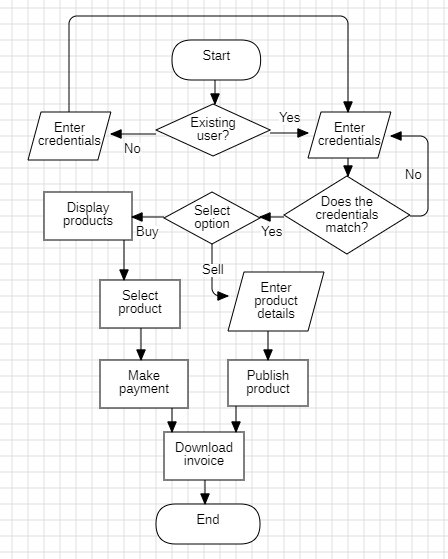 Start
Existing
user?
Yes
No
Enter
credentials
Enter
credentials
No
Does the
credentials
match?
Yes
Select
option
Buy
Sell
Display
products
Select
product
Make
payment
Enter
product
details
Publish
product
Download
invoice
End